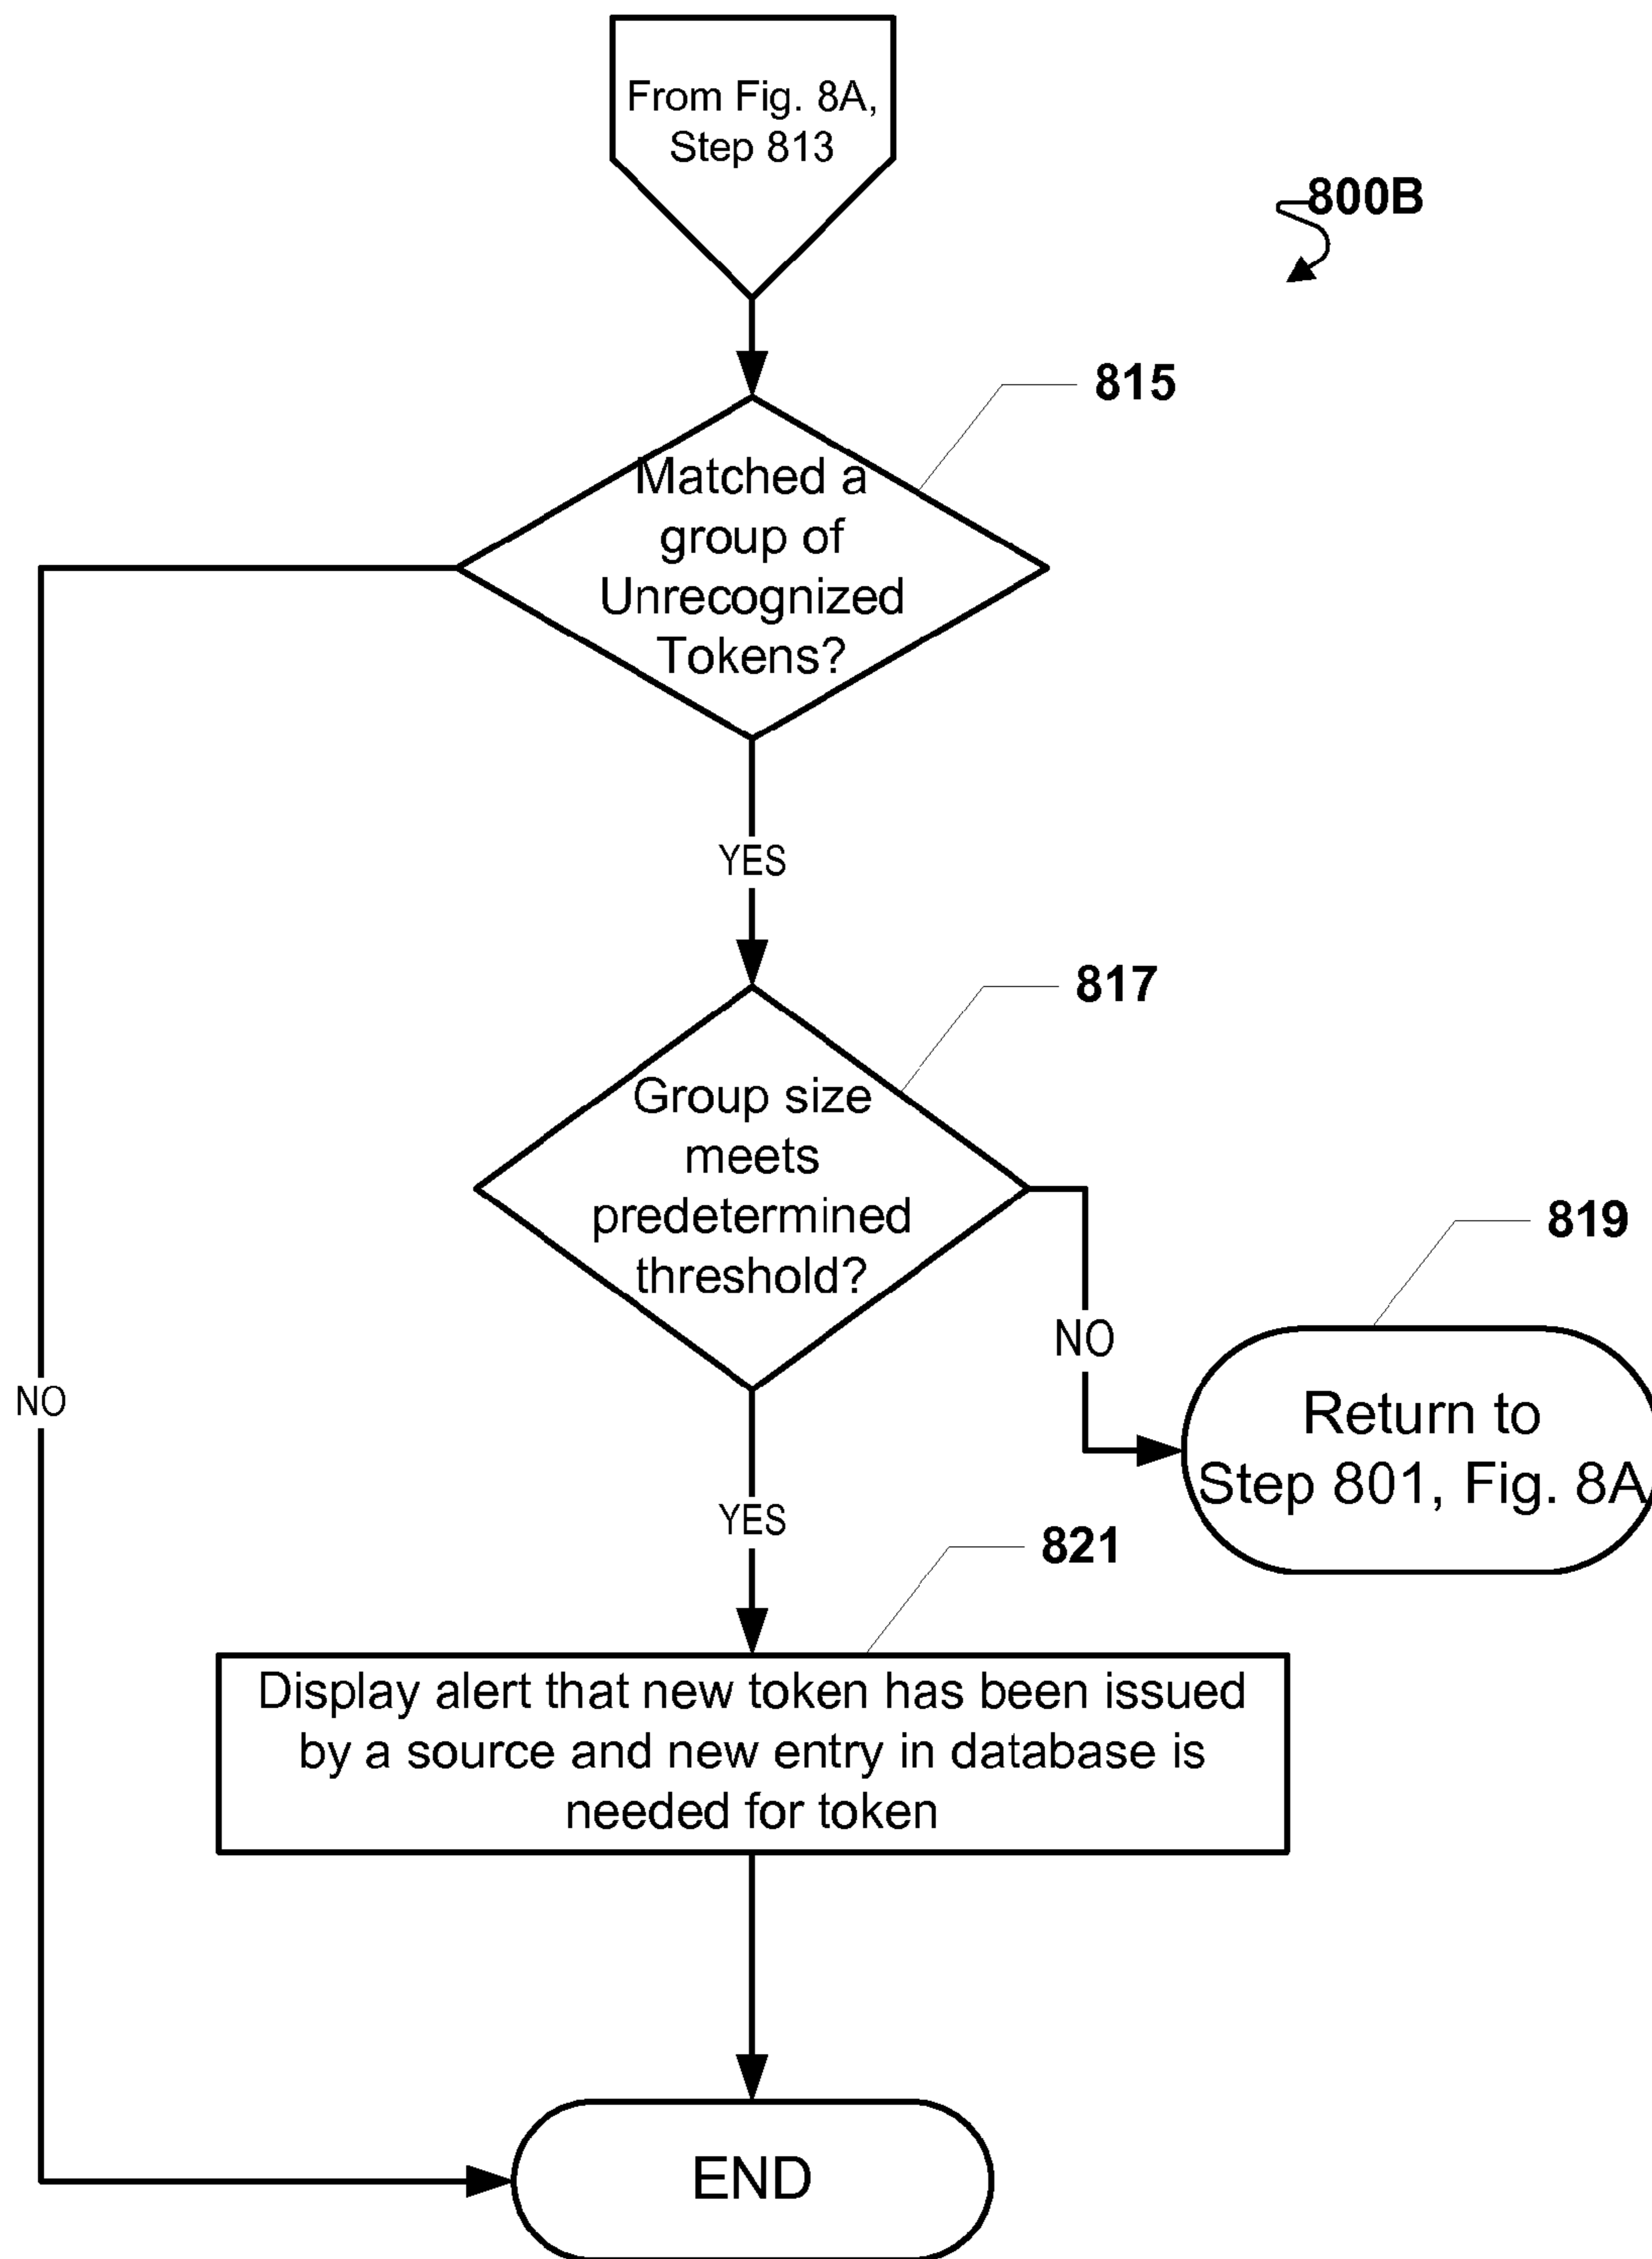 From Fig. 8A,
Step 813
800B
815
Matched a
group of
Unrecognized
Tokens?
YES
817
Group size
meets
predetermined
threshold?
819
NO
Return to
Step 801, Fig. 8A
NO
YES
821
Display alert that new token has been issued
by a source and new entry in database is
needed for token
END